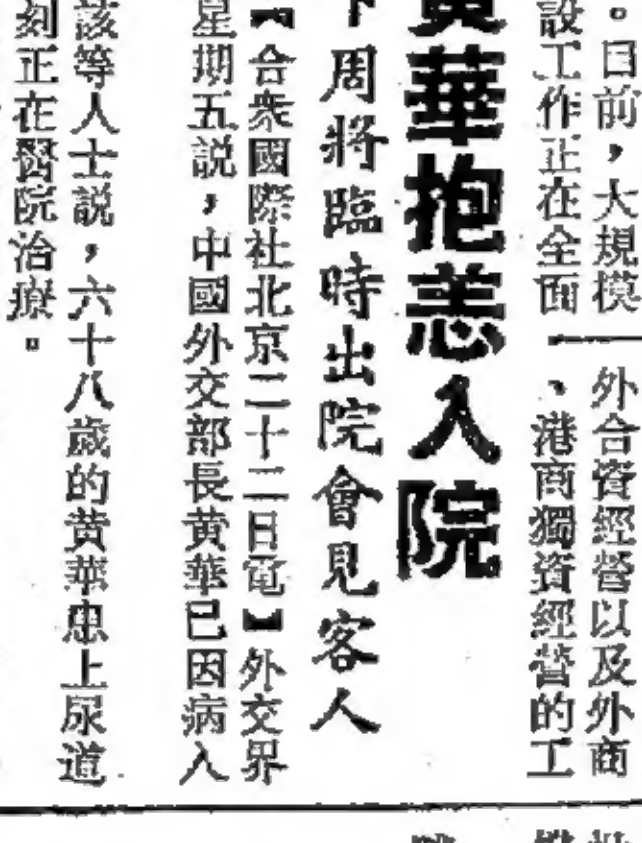 。目前，大規模
設工作正在全面
外合資經營以及外商
、港商獨資經營的工
黃華抱恙入院
下周將臨時出院會見客人
【合衆國際社北京二十二日電】外交界
星期五説，中國外交部長黃華已因病入
該等人士説，六十八歲的黃華患上尿道
刻正在醫院治療。